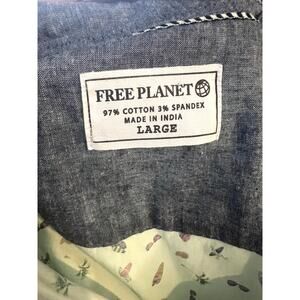 FREE PLANET
97% COTTON 3% SPANDEX
MADE IN INDIA
LARGE